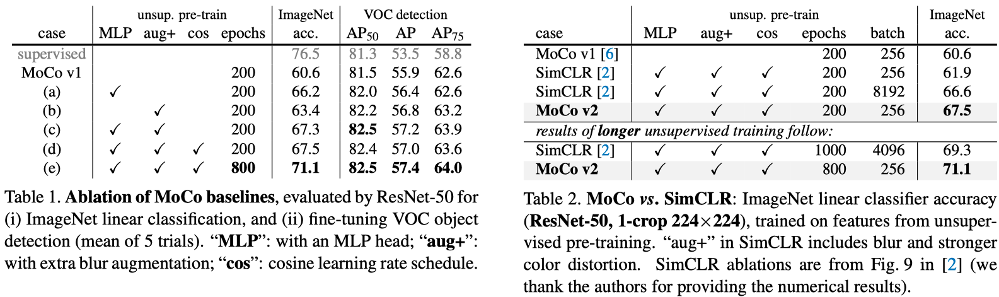 unsup. pre-train ImageNet VOC detection
case MLP aug+ cos epochs acc. AP50 AP AP75
supervised 76.5 81.3 53.5 58.8
MoCo v1 200 60.6 81.5 55.9 62.6
(a) ✓ 200 66.2 82.0 56.4 62.6
(b) ✓ 200 63.4 82.2 56.8 63.2
(c) ✓ ✓ 200 67.3 82.5 57.2 63.9
(d) ✓ ✓ ✓ 200 67.5 82.4 57.0 63.6
(e) ✓ ✓ ✓ 800 71.1 82.5 57.4 64.0
Table 1. Ablation of MoCo baselines, evaluated by ResNet-50 for
(i) ImageNet linear classification, and (ii) fine-tuning VOC object
detection (mean of 5 trials). “MLP”: with an MLP head; “aug+”:
with extra blur augmentation; “cos”: cosine learning rate schedule.
unsup. pre-train ImageNet
case MLP aug+ cos epochs batch acc.
MoCo v1 [6] 200 256 60.6
SimCLR [2] ✓ ✓ ✓ 200 256 61.9
SimCLR [2] ✓ ✓ ✓ 200 8192 66.6
MoCo v2 ✓ ✓ ✓ 200 256 67.5
results of longer unsupervised training follow:
SimCLR [2] ✓ ✓ ✓ 1000 4096 69.3
MoCo v2 ✓ ✓ ✓ 800 256 71.1
Table 2. MoCo vs. SimCLR: ImageNet linear classifier accuracy
(ResNet-50, 1-crop 224×224), trained on features from unsuper-
vised pre-training. “aug+” in SimCLR includes blur and stronger
color distortion. SimCLR ablations are from Fig. 9 in [2] (we
thank the authors for providing the numerical results).